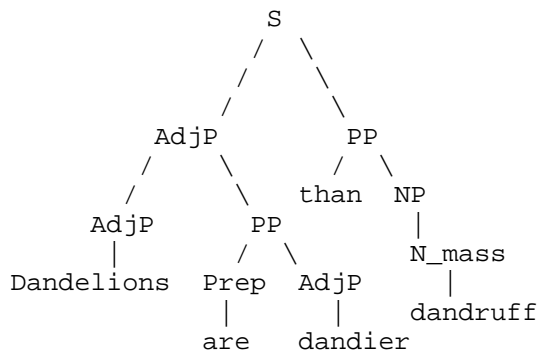 S
AdjP PP
than NP
AdjP PP
N_mass
Dandelions Prep AdjP
dandruff
are dandier